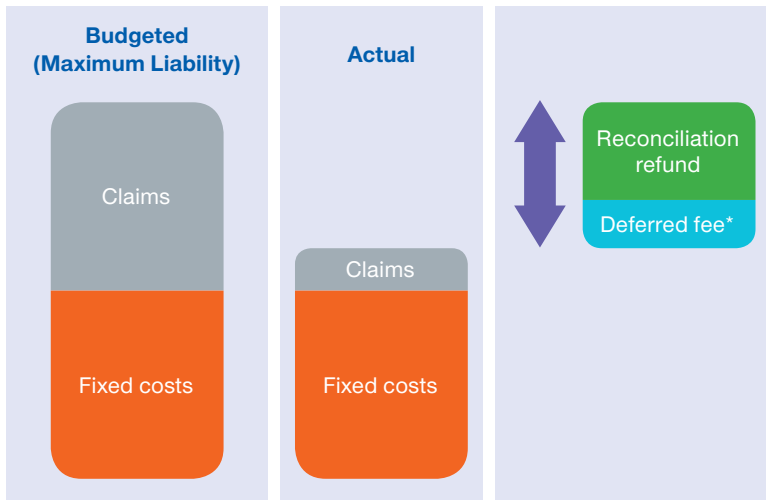 Budgeted
(Maximum Liability)
Claims
Fixed costs
Actual
Claims
Fixed costs
Reconciliation
refund
Deferred fee*